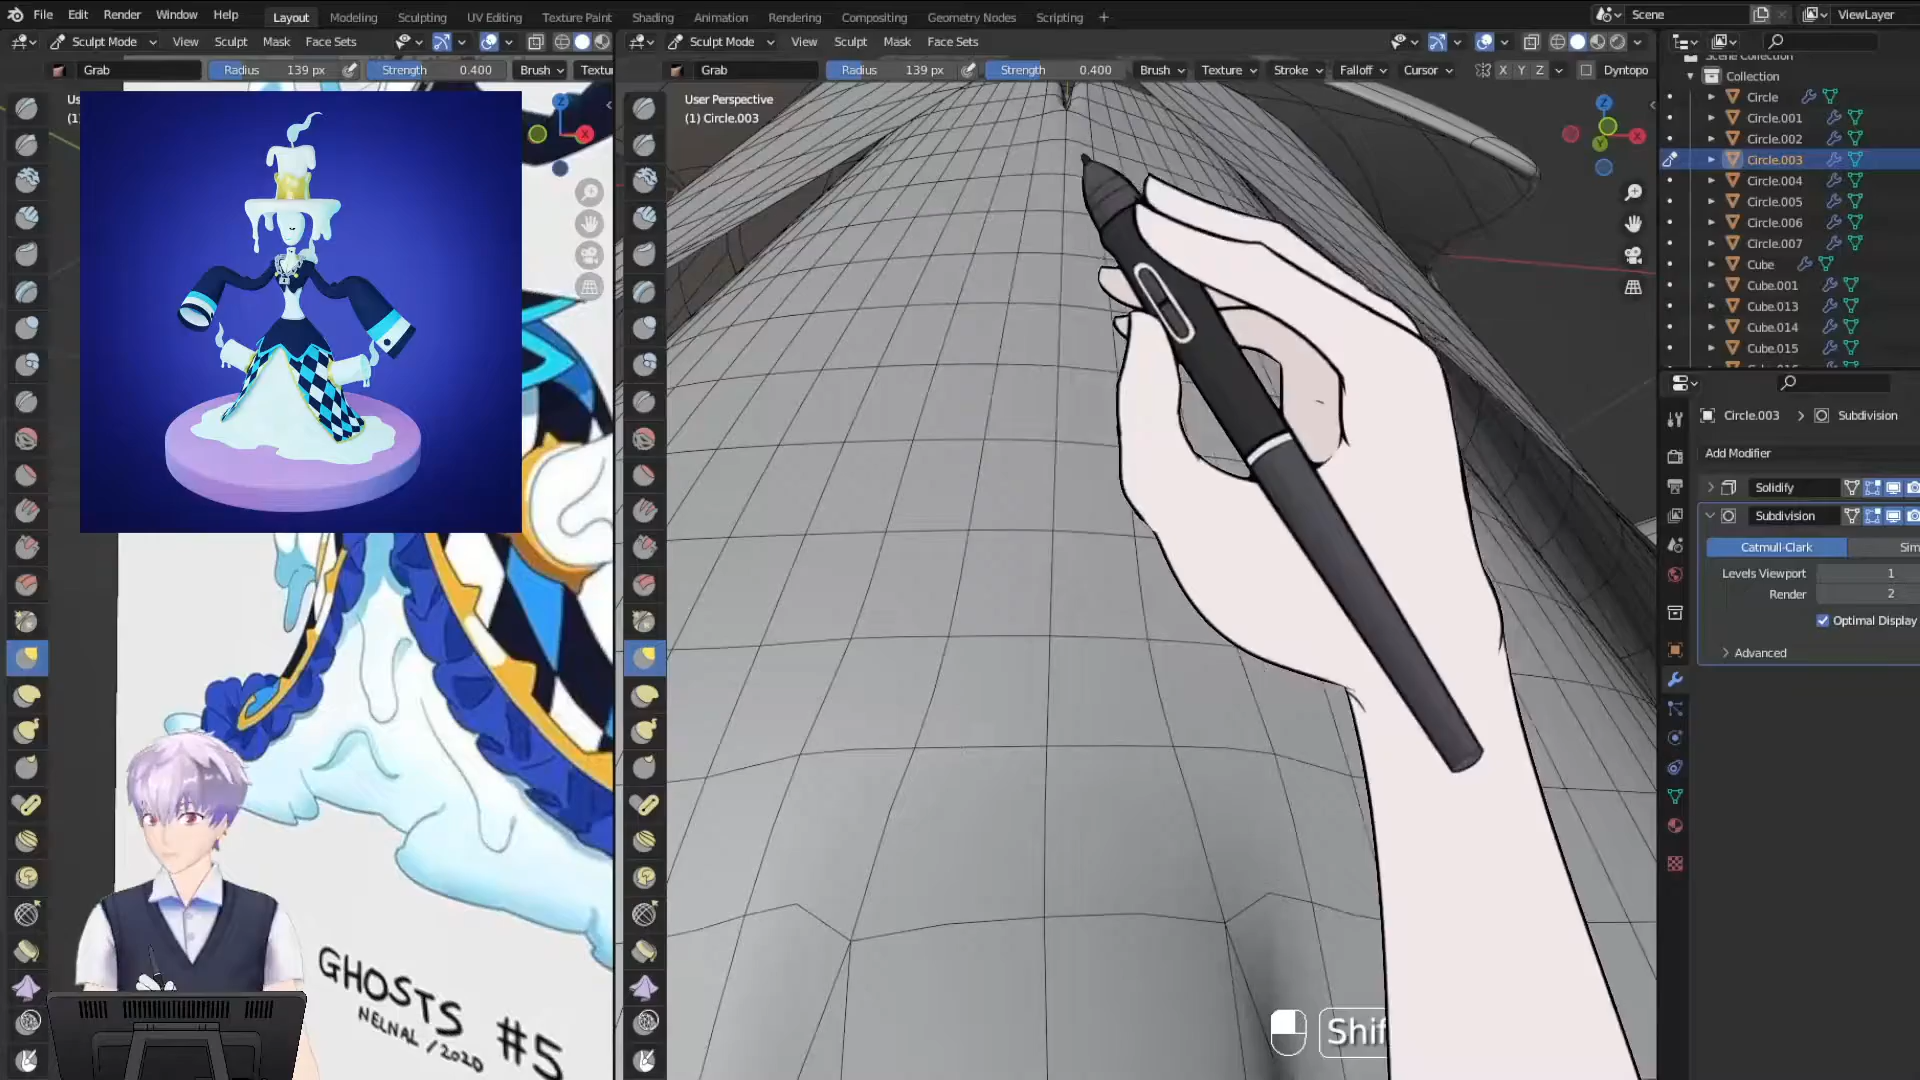 File Edit Render Window Help Layout Modeling Sculpting UV Editing Texture Paint Shading Animation Rendering Compositing Geometry Nodes Scripting + Scene ViewLayer
Sculpt Mode View Sculpt Mask Face Sets
Sculpt Mode View Sculpt Mask Face Sets
Grab Radius 139 px Strength 0.400 Brush
Grab Radius 139 px Strength 0.400 Brush Texture Stroke Falloff Cursor X Y Z Dyntopo
User Perspective
(1) Circle.003
Z
X
Z
X
Y
Collection
Circle
Circle.001
Circle.002
Circle.003
Circle.004
Circle.005
Circle.006
Circle.007
Cube
Cube.001
Cube.013
Cube.014
Cube.015
Circle.003 > Subdivision
Add Modifier
Solidify
Subdivision
Catmull-Clark Sim
Levels Viewport 1
Render 2
Optimal Display
Advanced
GHOSTS #5
NELNAL / 2020
Shif